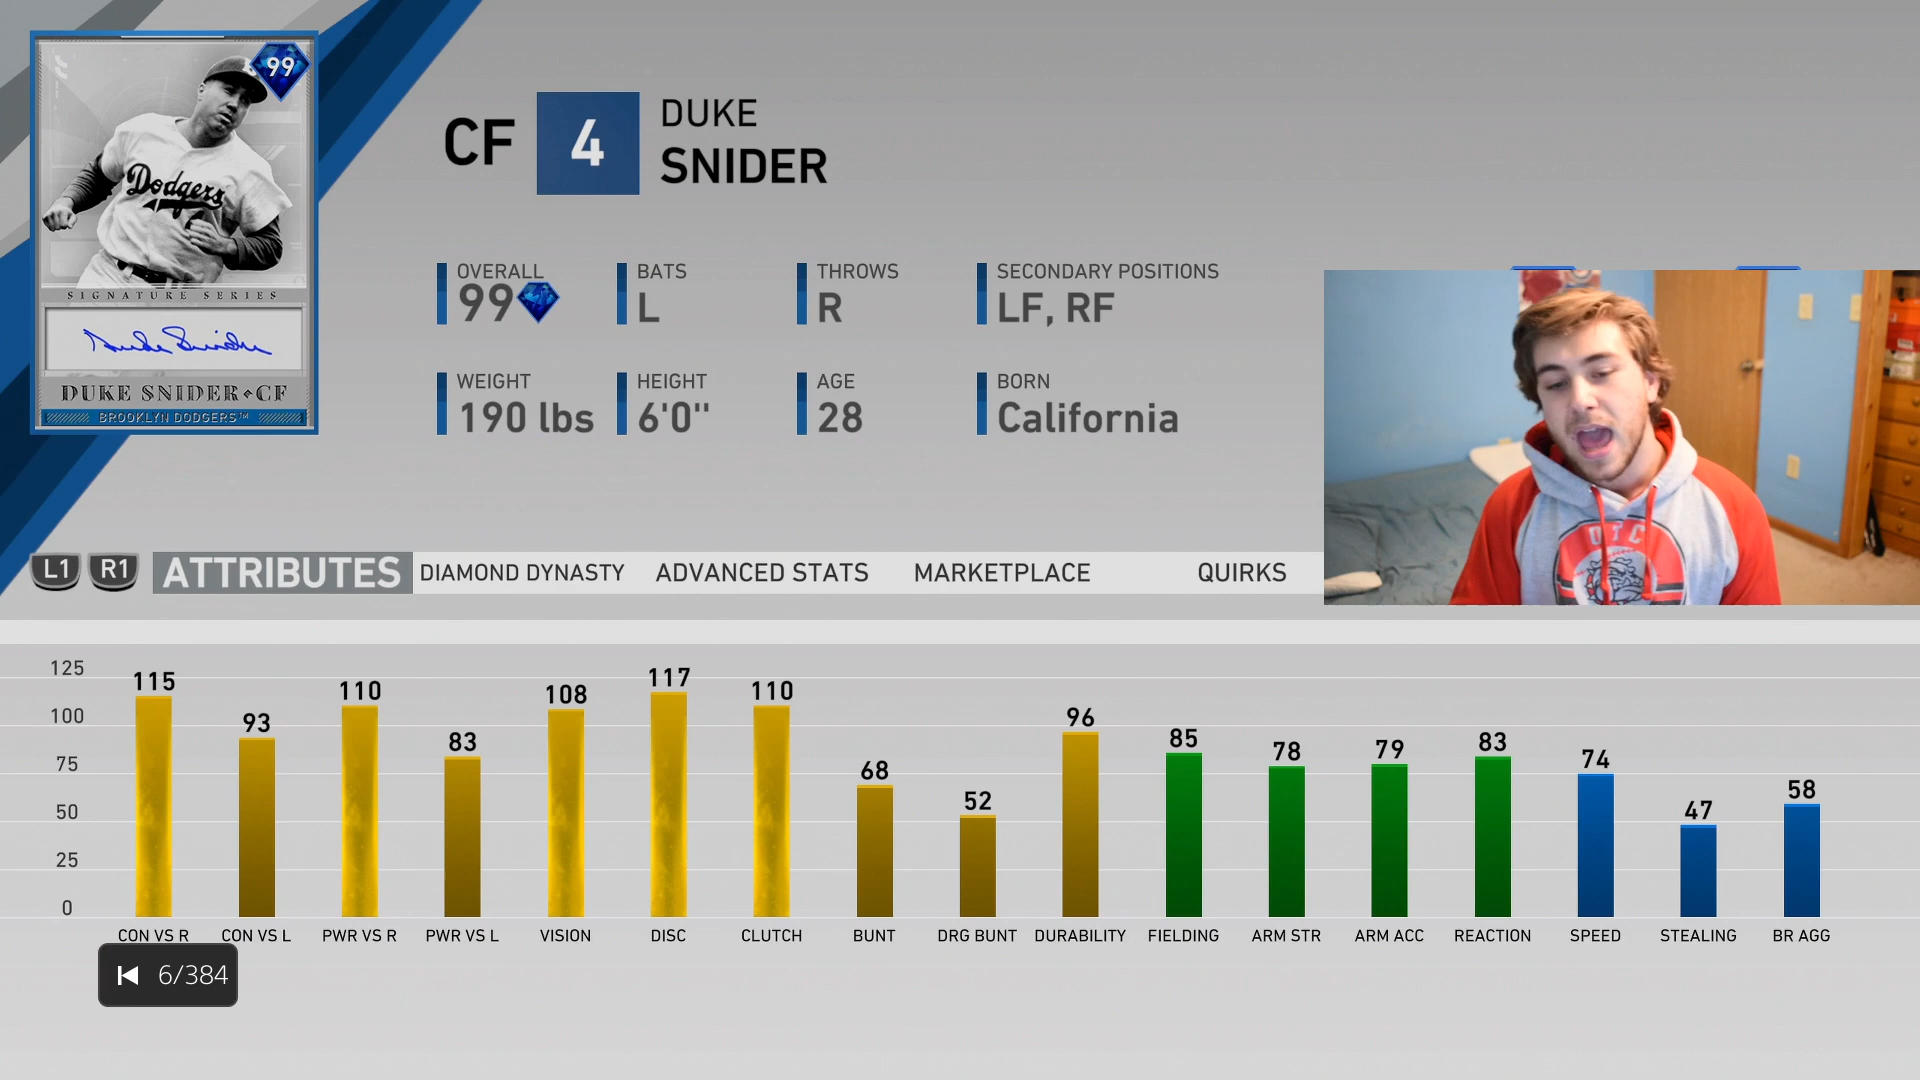 99
Dodgers
SIGNATURE SERIES
Duke Snider
DUKE SNIDER CF
BROOKLYN DODGERS™
CF 4 DUKE
SNIDER
OVERALL BATS THROWS SECONDARY POSITIONS
99 L R LF, RF
WEIGHT HEIGHT AGE BORN
190 lbs 6'0" 28 California
L1 R1 ATTRIBUTES DIAMOND DYNASTY ADVANCED STATS MARKETPLACE QUIRKS
OTC
125
100
75
50
25
0
115 93 110 83 108 117 110 68 52 96 85 78 79 83 74 47 58
CON VS R CON VS L PWR VS R PWR VS L VISION DISC CLUTCH BUNT DRG BUNT DURABILITY FIELDING ARM STR ARM ACC REACTION SPEED STEALING BR AGG
6/384